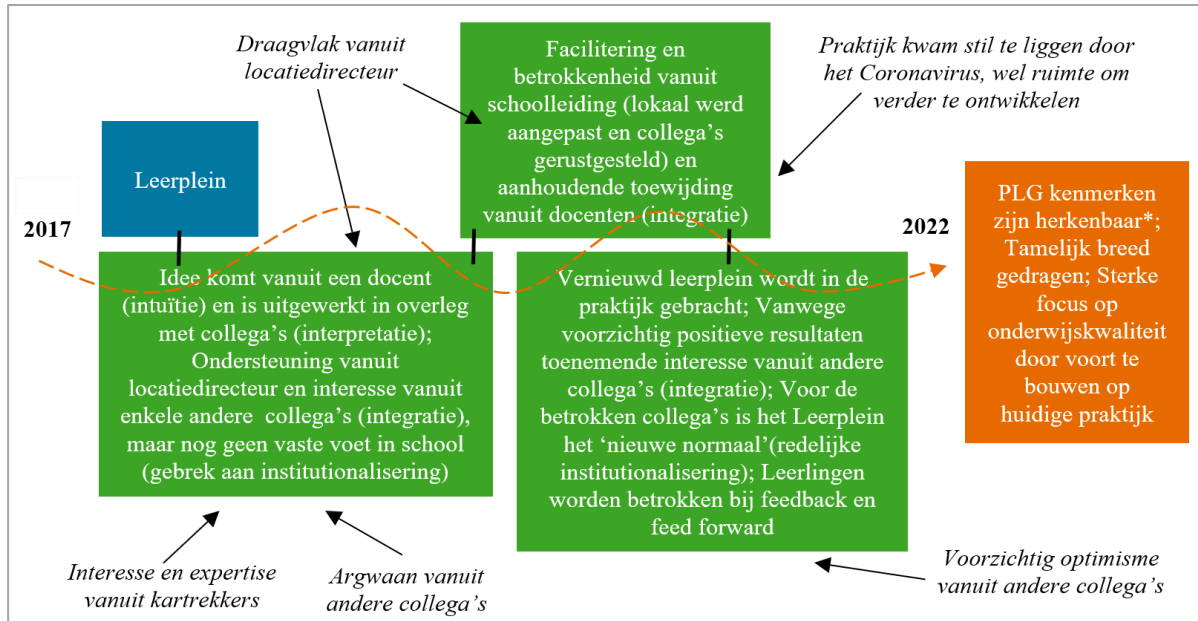 Draagvlak vanuit
locatiedirecteur
Facilitering en
betrokkenheid vanuit
schoolleiding (lokaal werd
aangepast en collega's
gerustgesteld) en
aanhoudende toewijding
vanuit docenten (integratie)
Praktijk kwam stil te liggen door
het Coronavirus, wel ruimte om
verder te ontwikkelen
Leerplein
2017
2022
PLG kenmerken
zijn herkenbaar*;
Tamelijk breed
gedragen; Sterke
focus op
onderwijskwaliteit
door voort te
bouwen op
huidige praktijk
Idee komt vanuit een docent
(intuïtie) en is uitgewerkt in overleg
met collega's (interpretatie);
Ondersteuning vanuit
locatiedirecteur en interesse vanuit
enkele andere collega's (integratie),
maar nog geen vaste voet in school
(gebrek aan institutionalisering)
Vernieuwd leerplein wordt in de
praktijk gebracht; Vanwege
voorzichtig positieve resultaten
toenemende interesse vanuit andere
collega's (integratie); Voor de
betrokken collega's is het Leerplein
het 'nieuwe normaal'(redelijke
institutionalisering); Leerlingen
worden betrokken bij feedback en
feed forward
Interesse en expertise
vanuit kartrekkers
Argwaan vanuit
andere collega's
Voorzichtig optimisme
vanuit andere collega's